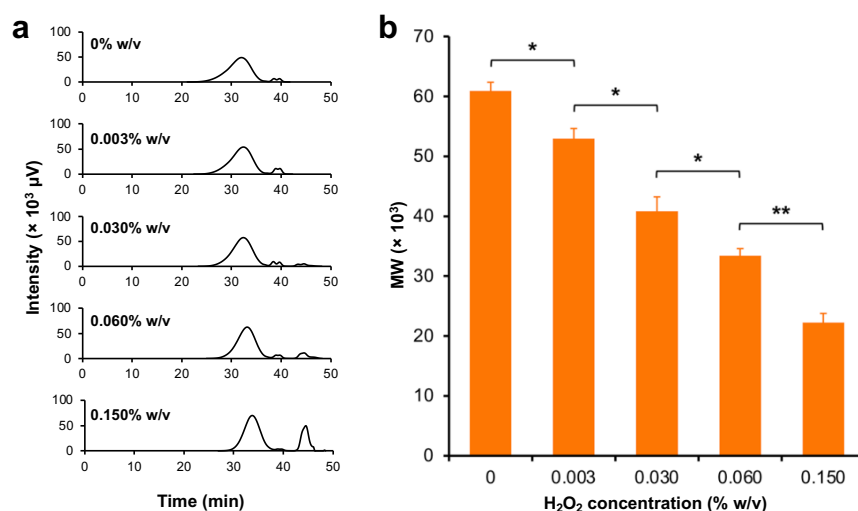 a
Intensity (× 10³ µV)
0% w/v
100
50
0
0 10 20 30 40 50
0.003% w/v
100
50
0
0 10 20 30 40 50
0.030% w/v
100
50
0
0 10 20 30 40 50
0.060% w/v
100
50
0
0 10 20 30 40 50
0.150% w/v
100
50
0
0 10 20 30 40 50
Time (min)
b
MW (× 10³)
70
60
50
40
30
20
10
0
*
*
*
**
0 0.003 0.030 0.060 0.150
H₂O₂ concentration (% w/v)